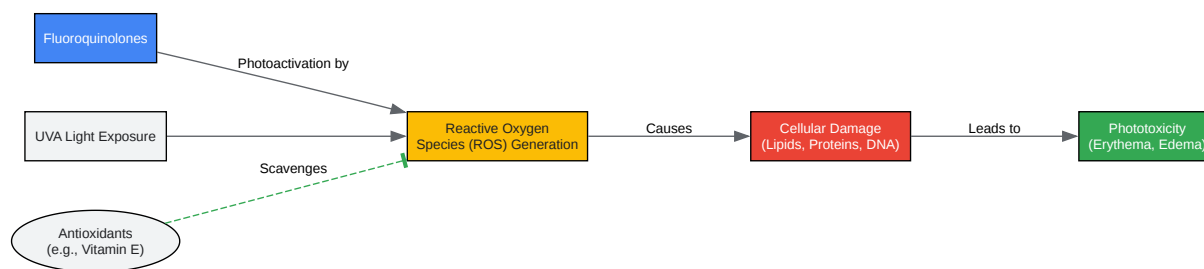 Fluoroquinolones
Photoactivation by
UVA Light Exposure
Reactive Oxygen
Species (ROS) Generation
Causes
Cellular Damage
(Lipids, Proteins, DNA)
Leads to
Phototoxicity
(Erythema, Edema)
Scavenges
Antioxidants
(e.g., Vitamin E)